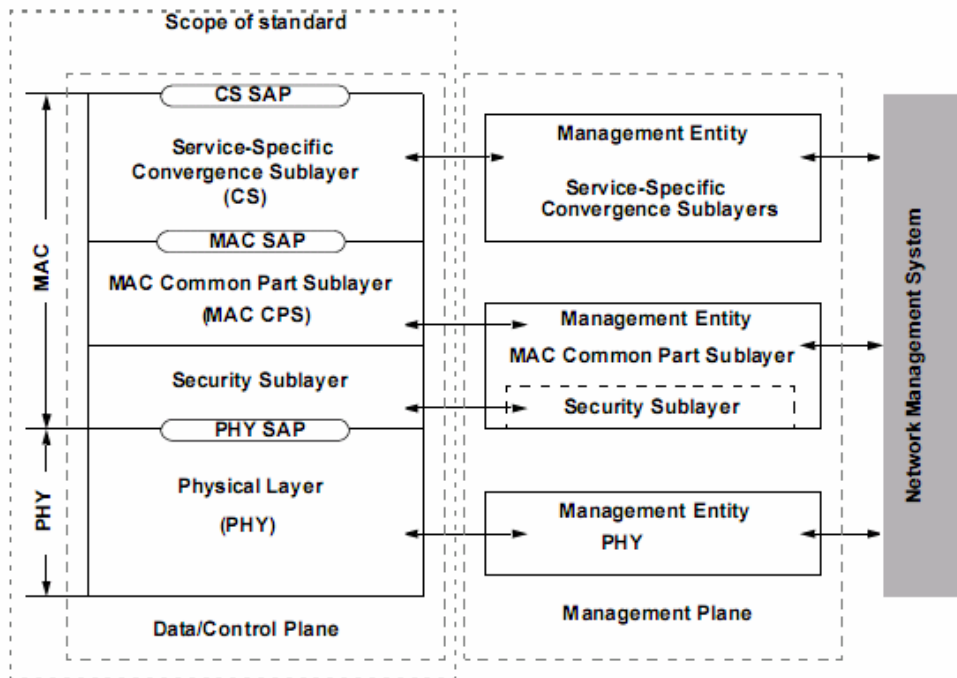 Scope of standard
CS SAP
Service-Specific
Convergence Sublayer
(CS)
MAC SAP
MAC Common Part Sublayer
(MAC CPS)
Security Sublayer
PHY SAP
Physical Layer
(PHY)
Data/Control Plane
MAC
PHY
Management Entity
Service-Specific
Convergence Sublayers
Management Entity
MAC Common Part Sublayer
Security Sublayer
Management Entity
PHY
Management Plane
Network Management System